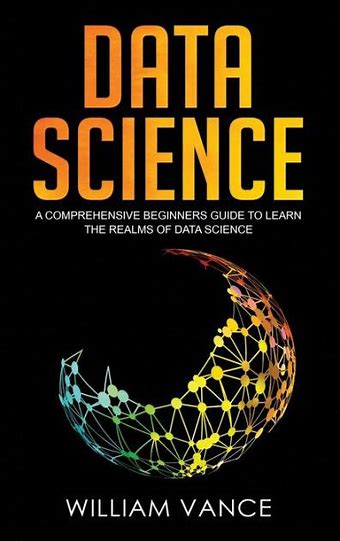 DATA
SCIENCE
A COMPREHENSIVE BEGINNERS GUIDE TO LEARN
THE REALMS OF DATA SCIENCE
WILLIAM VANCE